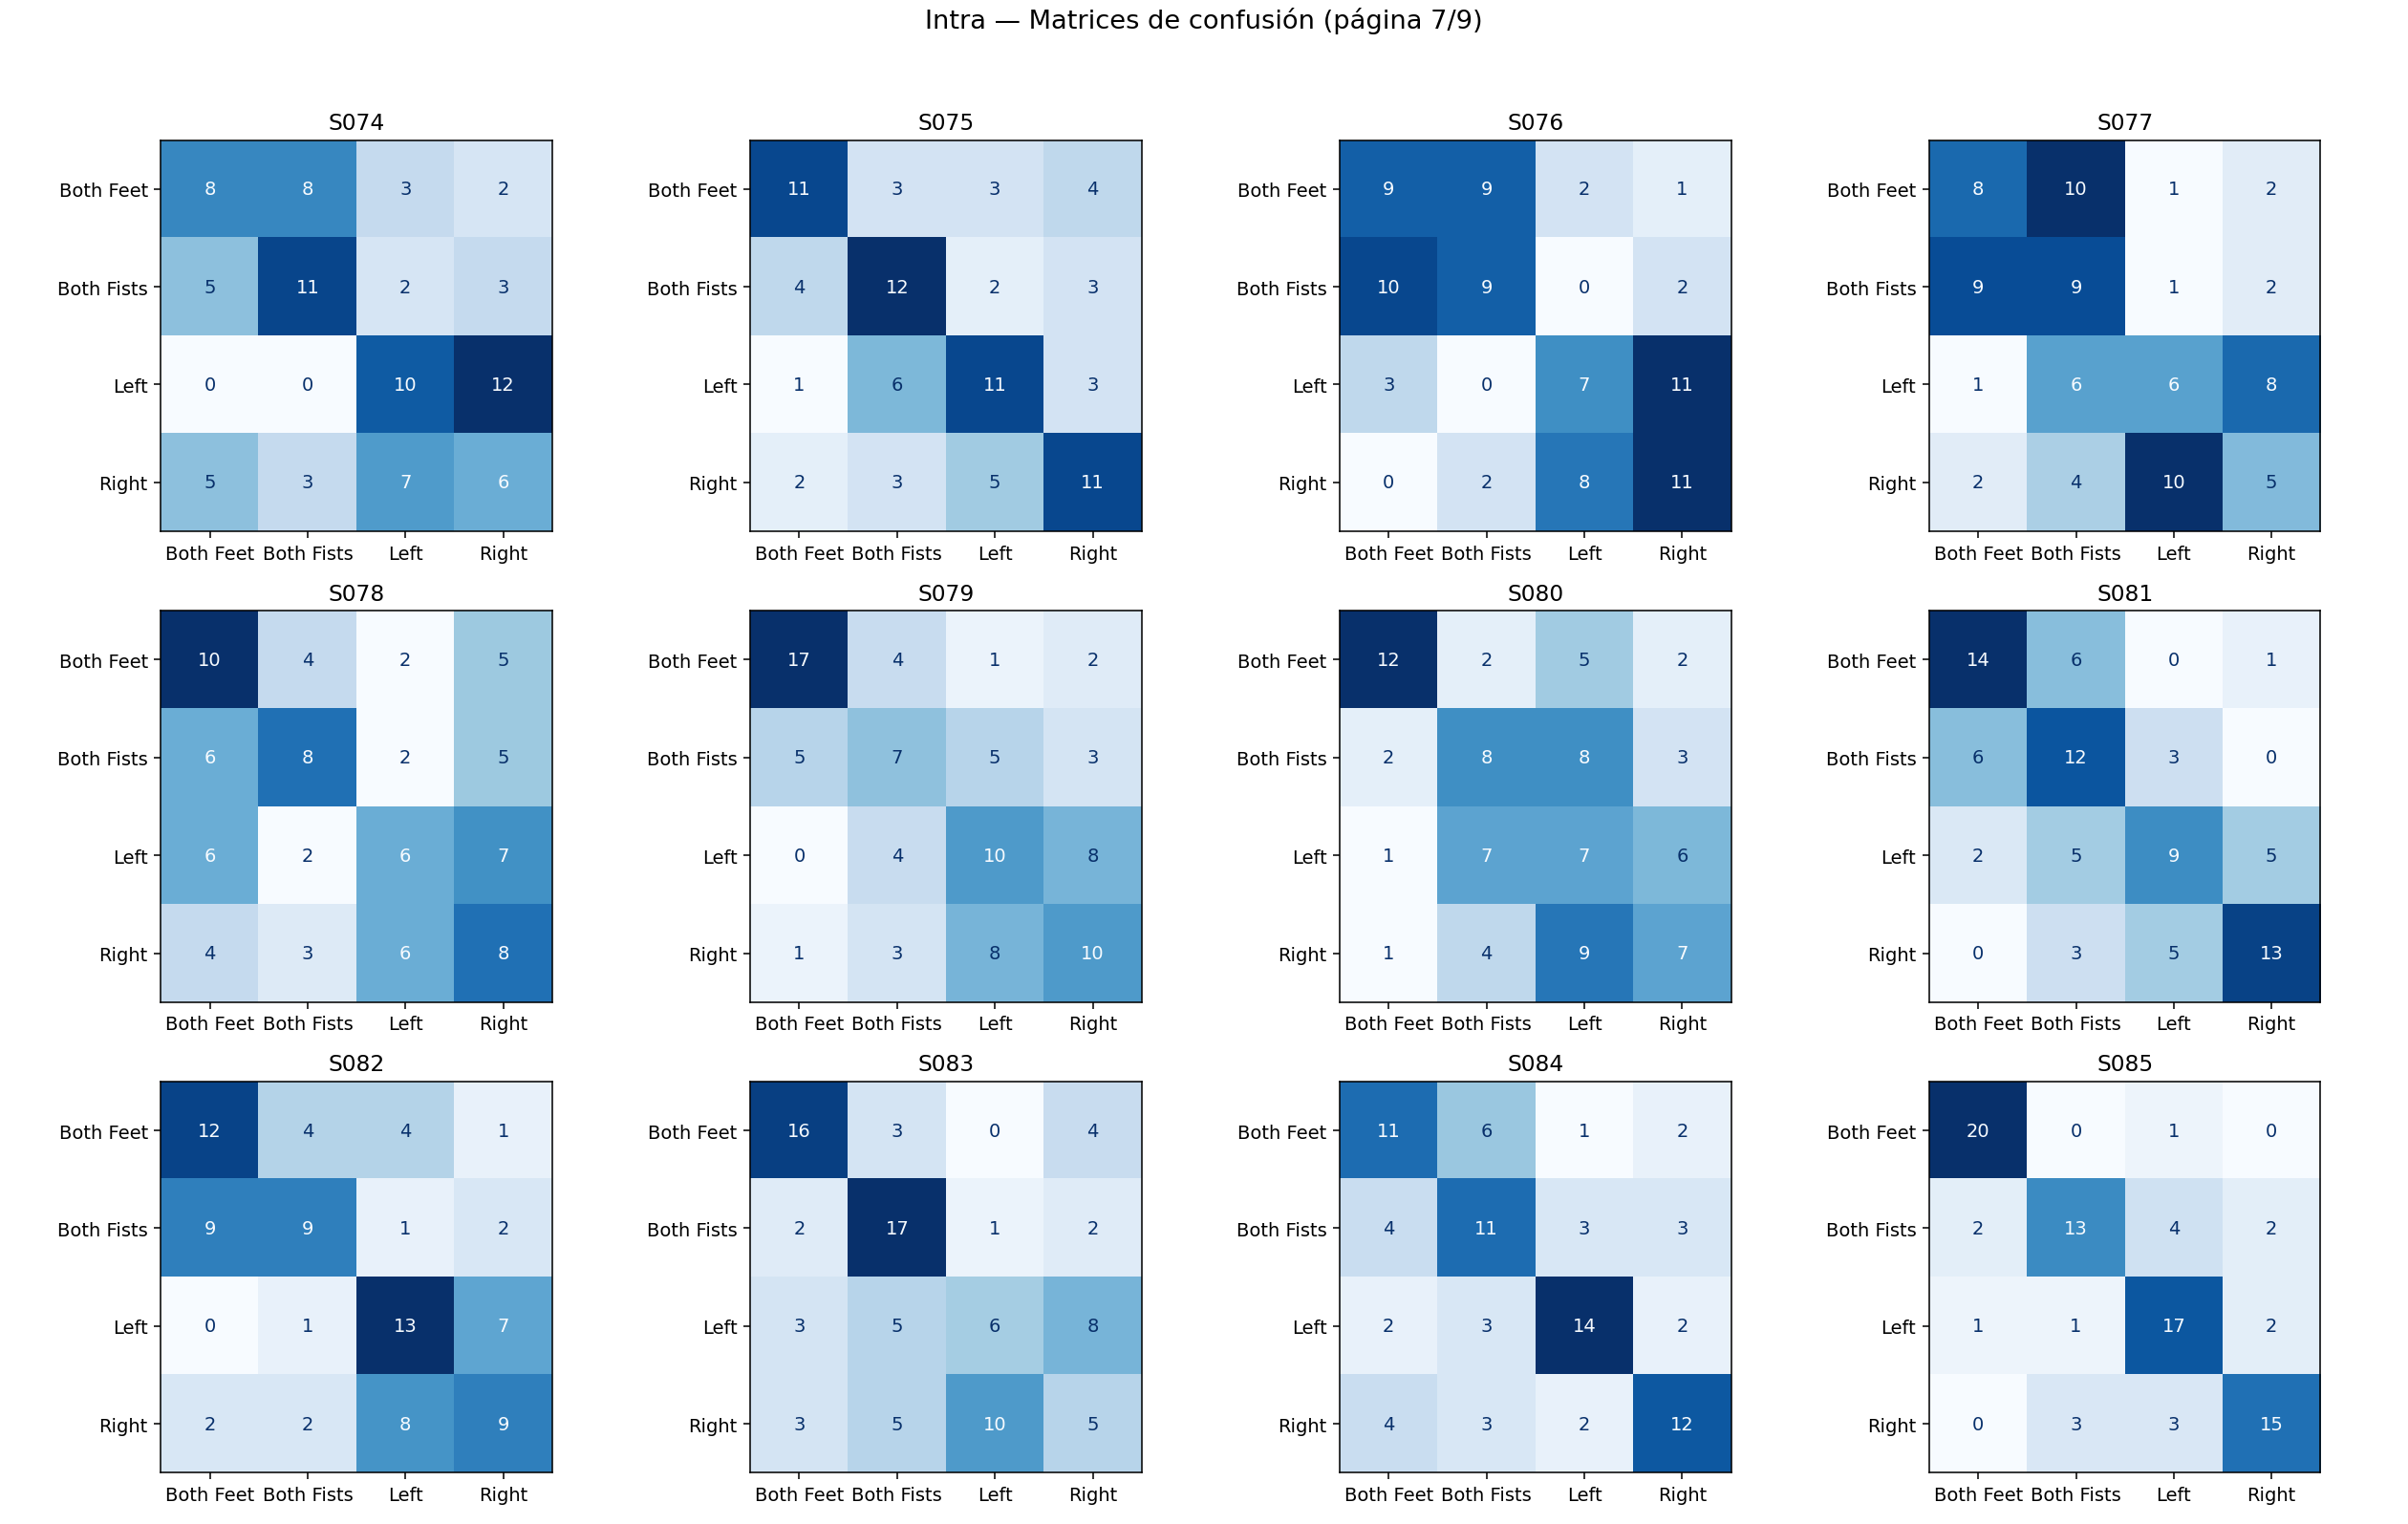 Intra — Matrices de confusión (página 7/9)
S074
Both Feet 8 8 3 2
Both Fists 5 11 2 3
Left 0 0 10 12
Right 5 3 7 6
Both Feet Both Fists Left Right
S075
Both Feet 11 3 3 4
Both Fists 4 12 2 3
Left 1 6 11 3
Right 2 3 5 11
Both Feet Both Fists Left Right
S076
Both Feet 9 9 2 1
Both Fists 10 9 0 2
Left 3 0 7 11
Right 0 2 8 11
Both Feet Both Fists Left Right
S077
Both Feet 8 10 1 2
Both Fists 9 9 1 2
Left 1 6 6 8
Right 2 4 10 5
Both Feet Both Fists Left Right
S078
Both Feet 10 4 2 5
Both Fists 6 8 2 5
Left 6 2 6 7
Right 4 3 6 8
Both Feet Both Fists Left Right
S079
Both Feet 17 4 1 2
Both Fists 5 7 5 3
Left 0 4 10 8
Right 1 3 8 10
Both Feet Both Fists Left Right
S080
Both Feet 12 2 5 2
Both Fists 2 8 8 3
Left 1 7 7 6
Right 1 4 9 7
Both Feet Both Fists Left Right
S081
Both Feet 14 6 0 1
Both Fists 6 12 3 0
Left 2 5 9 5
Right 0 3 5 13
Both Feet Both Fists Left Right
S082
Both Feet 12 4 4 1
Both Fists 9 9 1 2
Left 0 1 13 7
Right 2 2 8 9
Both Feet Both Fists Left Right
S083
Both Feet 16 3 0 4
Both Fists 2 17 1 2
Left 3 5 6 8
Right 3 5 10 5
Both Feet Both Fists Left Right
S084
Both Feet 11 6 1 2
Both Fists 4 11 3 3
Left 2 3 14 2
Right 4 3 2 12
Both Feet Both Fists Left Right
S085
Both Feet 20 0 1 0
Both Fists 2 13 4 2
Left 1 1 17 2
Right 0 3 3 15
Both Feet Both Fists Left Right